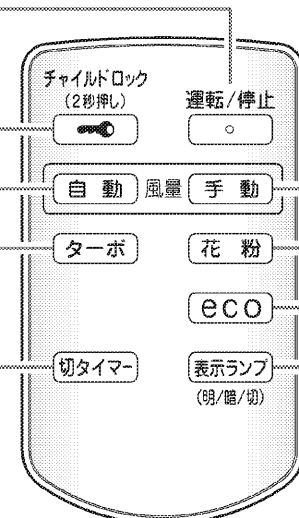 チャイルドロック
(2秒押し)
運転/停止
自動 風量 手動
ターボ 花粉
eco
切タイマー 表示ランプ
(明/暗/切)